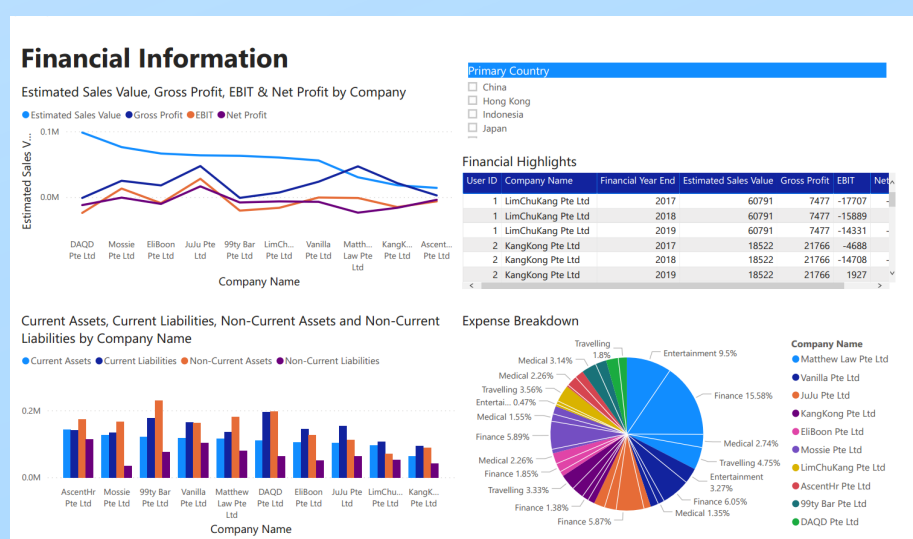 Financial Information
Estimated Sales Value, Gross Profit, EBIT & Net Profit by Company
Estimated Sales Value Gross Profit EBIT Net Profit
Estimated Sales V...
0.1M
0.0M
DAQD Pte Ltd
Mossie Pte Ltd
EliBoon Pte Ltd
JuJu Pte Ltd
99ty Bar Pte Ltd
LimCh... Pte Ltd
Vanilla Pte Ltd
Matth... Law Pte Ltd
KangK... Pte Ltd
Ascent... Pte Ltd
Company Name
Primary Country
China
Hong Kong
Indonesia
Japan
Financial Highlights
User ID Company Name Financial Year End Estimated Sales Value Gross Profit EBIT Net
1 LimChuKang Pte Ltd 2017 60791 7477 -17707 -
1 LimChuKang Pte Ltd 2018 60791 7477 -15889
1 LimChuKang Pte Ltd 2019 60791 7477 -14331 -
2 KangKong Pte Ltd 2017 18522 21766 -4688
2 KangKong Pte Ltd 2018 18522 21766 -14708 -
2 KangKong Pte Ltd 2019 18522 21766 1927
Current Assets, Current Liabilities, Non-Current Assets and Non-Current
Liabilities by Company Name
Current Assets Current Liabilities Non-Current Assets Non-Current Liabilities
0.2M
0.0M
AscentHr Pte Ltd
Mossie Pte Ltd
99ty Bar Pte Ltd
Vanilla Pte Ltd
Matthew Law Pte Ltd
DAQD Pte Ltd
EliBoon Pte Ltd
JuJu Pte Ltd
LimChu... Pte Ltd
KangK... Pte Ltd
Company Name
Expense Breakdown
Travelling 1.8%
Medical 3.14%
Medical 2.26%
Travelling 3.56%
Entertai... 0.47%
Medical 1.55%
Finance 5.89%
Medical 2.26%
Finance 1.85%
Travelling 3.33%
Finance 1.38%
Finance 5.87%
Entertainment 9.5%
Finance 15.58%
Medical 2.74%
Travelling 4.75%
Entertainment 3.27%
Finance 6.05%
Medical 1.35%
Company Name
Matthew Law Pte Ltd
Vanilla Pte Ltd
JuJu Pte Ltd
KangKong Pte Ltd
EliBoon Pte Ltd
Mossie Pte Ltd
LimChuKang Pte Ltd
AscentHr Pte Ltd
99ty Bar Pte Ltd
DAQD Pte Ltd